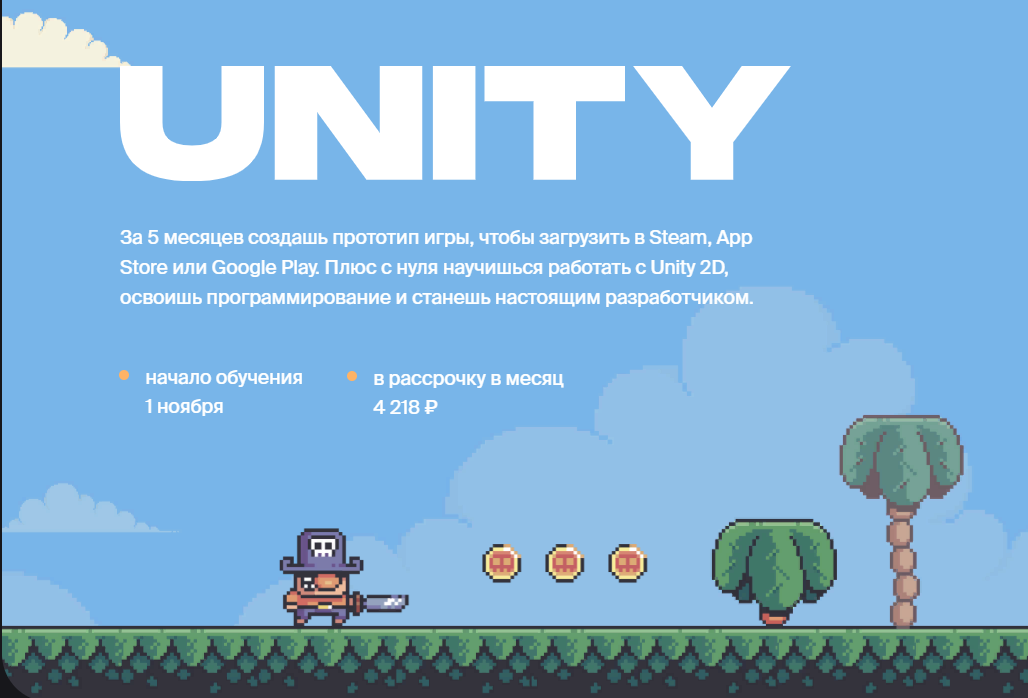 UNITY
За 5 месяцев создашь прототип игры, чтобы загрузить в Steam, App
Store или Google Play. Плюс с нуля научишься работать с Unity 2D,
освоишь программирование и станешь настоящим разработчиком.
начало обучения
1 ноября
в рассрочку в месяц
4 218 ₽